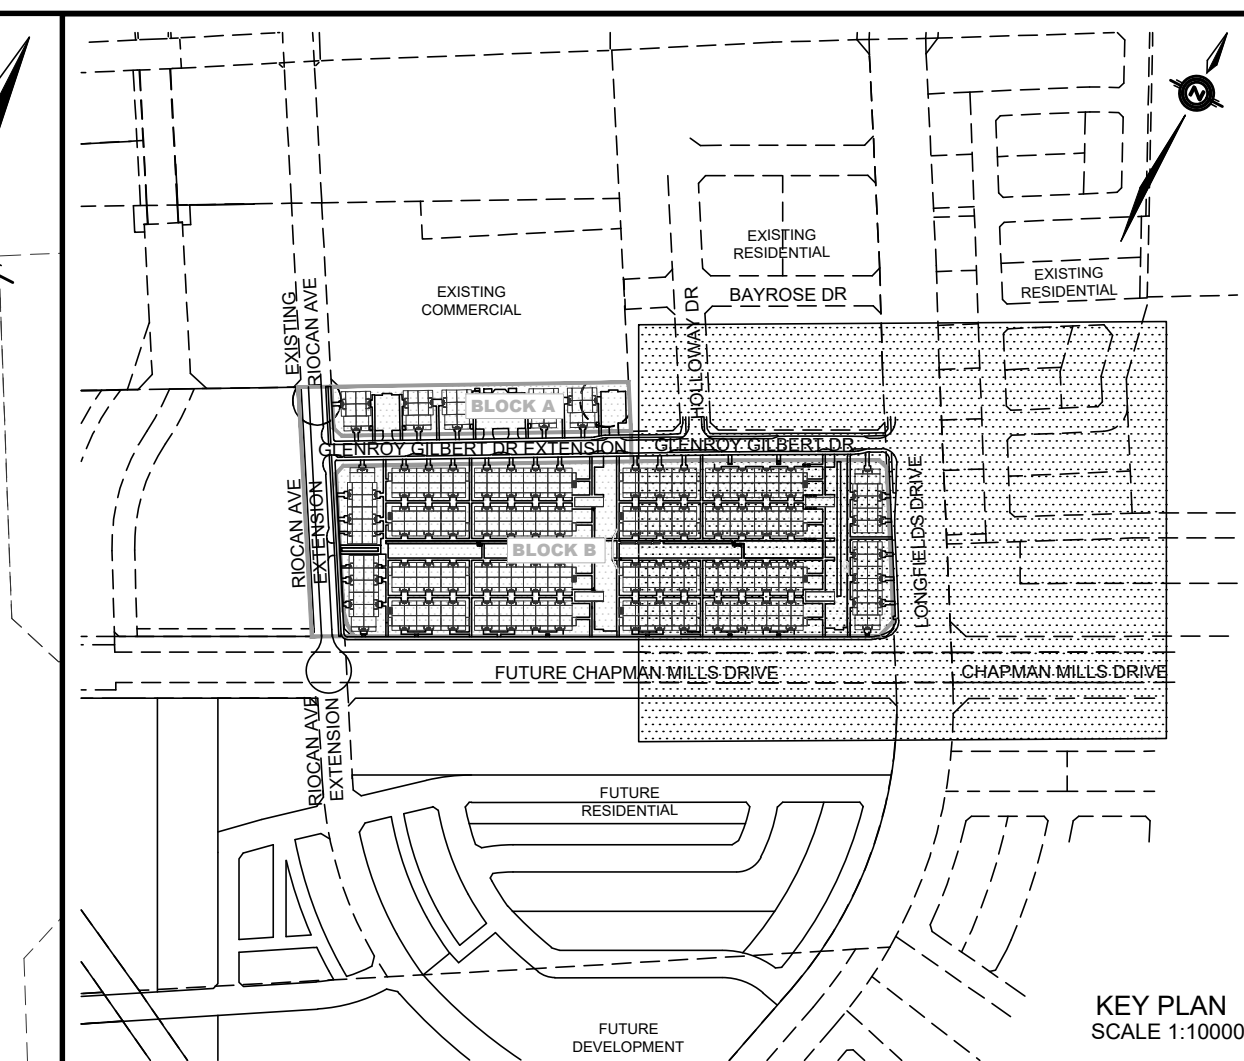 EXISTING
RESIDENTIAL
EXISTING
RESIDENTIAL
EXISTING
COMMERCIAL
BAYROSE DR
HOLLOWAY DR
EXISTING
RIOCAN AVE
BLOCK A
GLENROY GILBERT DR EXTENSION
GLENROY GILBERT DR
RIOCAN AVE
EXTENSION
BLOCK B
LONGFIELDS DRIVE
FUTURE CHAPMAN MILLS DRIVE
CHAPMAN MILLS DRIVE
RIOCAN AVE
EXTENSION
FUTURE
RESIDENTIAL
FUTURE
DEVELOPMENT
KEY PLAN
SCALE 1:10000
N